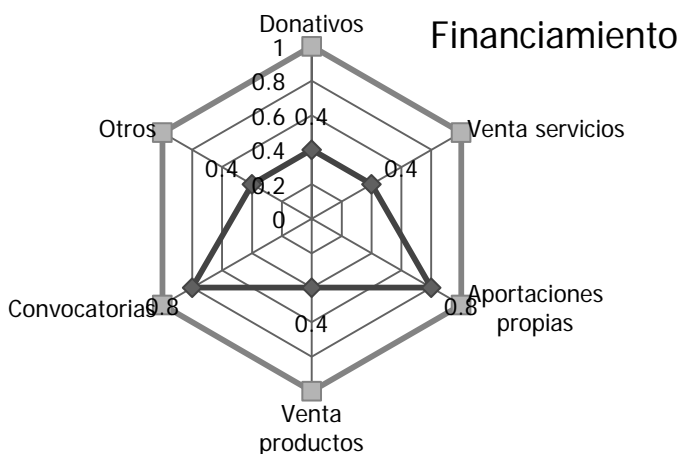 Financiamiento
Donativos
1
0.8
0.6
0.4
0.2
0
0.4
Venta servicios
0.4
Aportaciones
propias
0.8
Venta
productos
0.4
Convocatorias
0.8
Otros
0.4